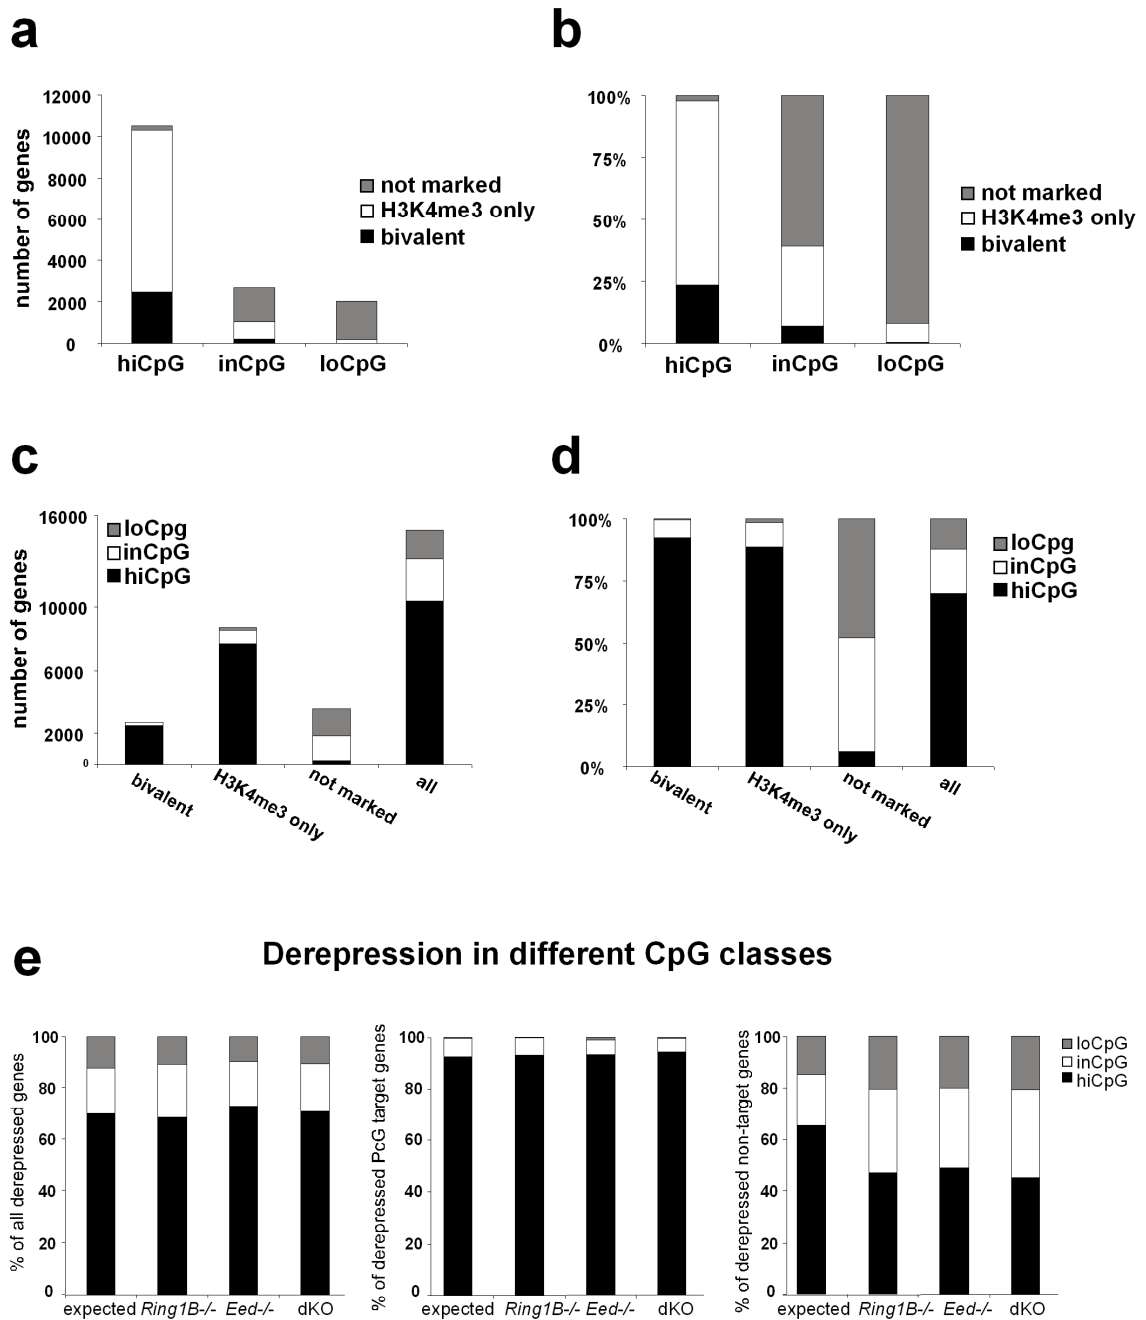 a
number of genes
12000
10000
8000
6000
4000
2000
0
hiCpG
inCpG
loCpG
not marked
H3K4me3 only
bivalent
b
100%
75%
50%
25%
0%
hiCpG
inCpG
loCpG
not marked
H3K4me3 only
bivalent
c
number of genes
16000
10000
6000
2000
0
loCpg
inCpG
hiCpG
bivalent
H3K4me3 only
not marked
all
d
100%
75%
50%
25%
0%
bivalent
H3K4me3 only
not marked
all
loCpg
inCpG
hiCpG
e
Derepression in different CpG classes
% of all derepressed genes
100
80
60
40
20
0
expected
Ring1B-/-
Eed-/-
dKO
% of derepressed PcG target genes
100
80
60
40
20
0
expected
Ring1B-/-
Eed-/-
dKO
% of derepressed non-target genes
100
80
60
40
20
0
expected
Ring1B-/-
Eed-/-
dKO
loCpG
inCpG
hiCpG